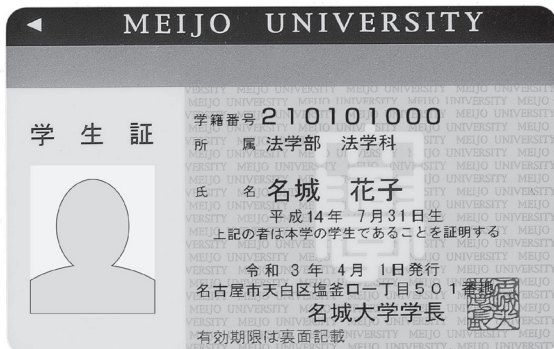 MEIJO UNIVERSITY
学生証
学籍番号 210101000
所属 法学部 法学科
氏名 名城 花子
平成14年 7月31日生
上記の者は本学の学生であることを証明する
令和 3年 4月 1日発行
名古屋市天白区塩釜口一丁目501番地
名城大学学長
有効期限は裏面記載